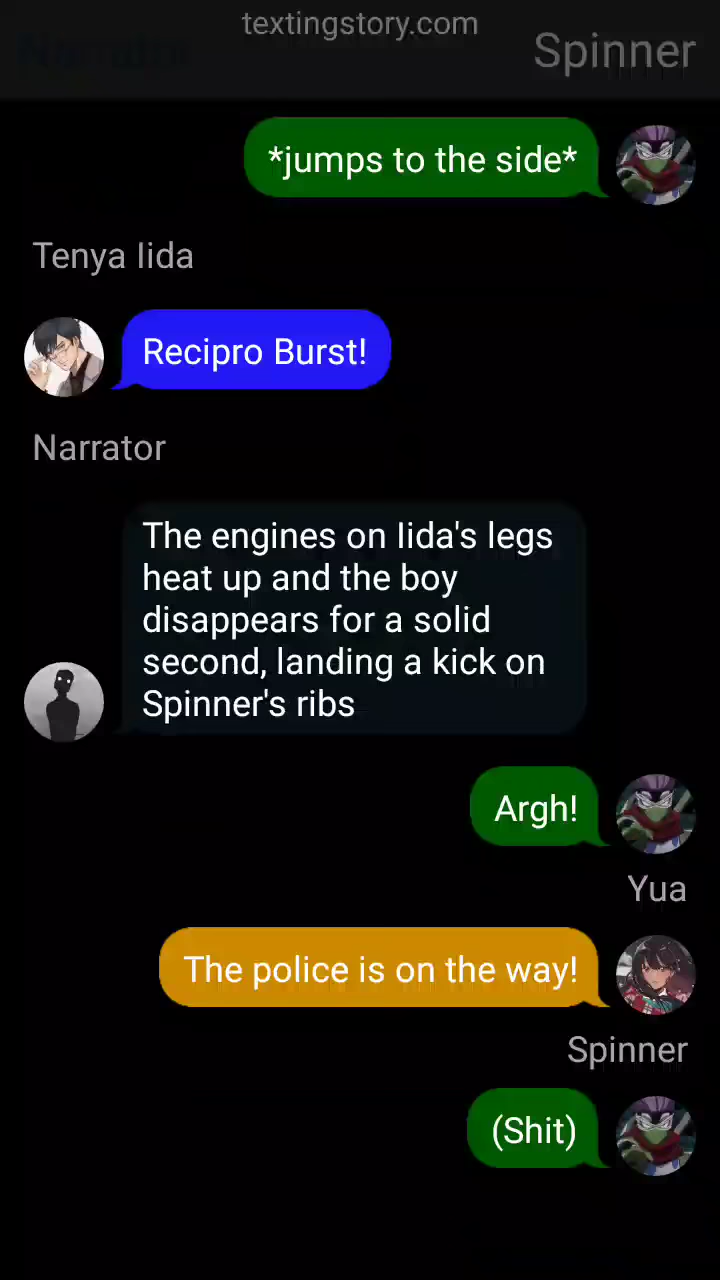 textingstory.com
Narrator
Spinner
*jumps to the side*
Tenya Iida
Recipro Burst!
Narrator
The engines on Iida's legs
heat up and the boy
disappears for a solid
second, landing a kick on
Spinner's ribs
Argh!
Yua
The police is on the way!
Spinner
(Shit)